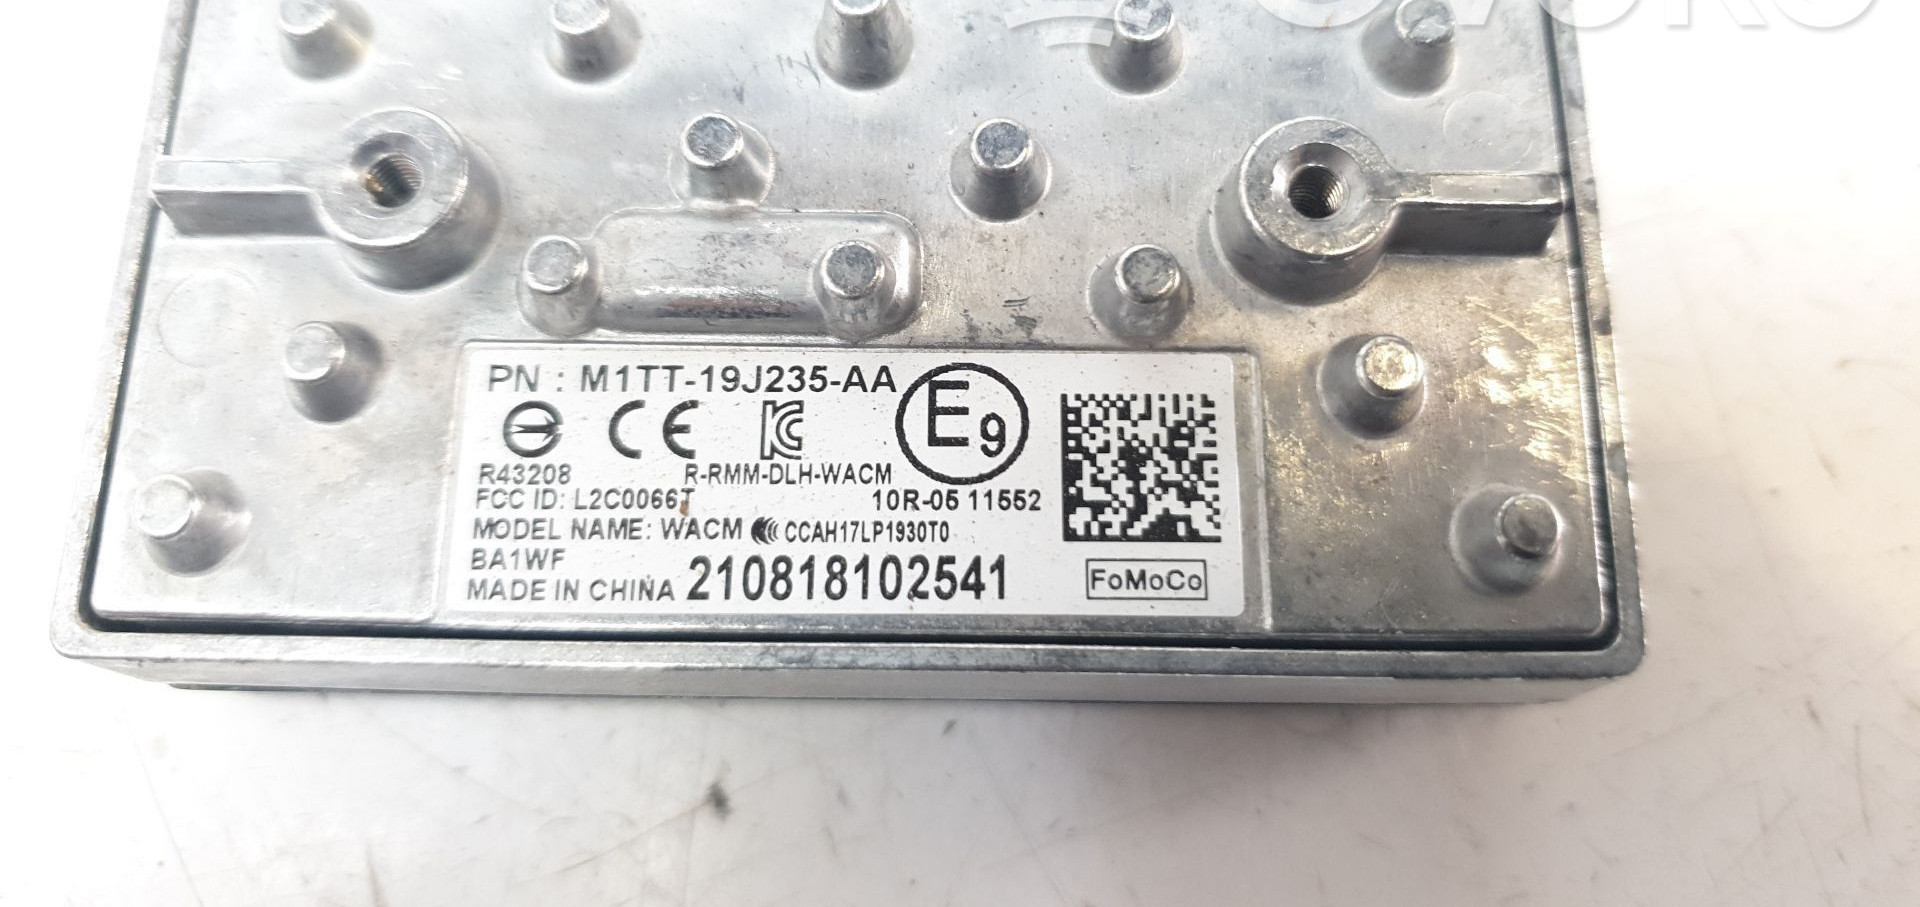 OVOKO
PN : M1TT-19J235-AA
E9
R43208
R-RMM-DLH-WACM
FCC ID: L2C0066T
10R-05 11552
MODEL NAME: WACM
CCAH17LP1930T0
BA1WF
MADE IN CHINA 210818102541
FoMoCo